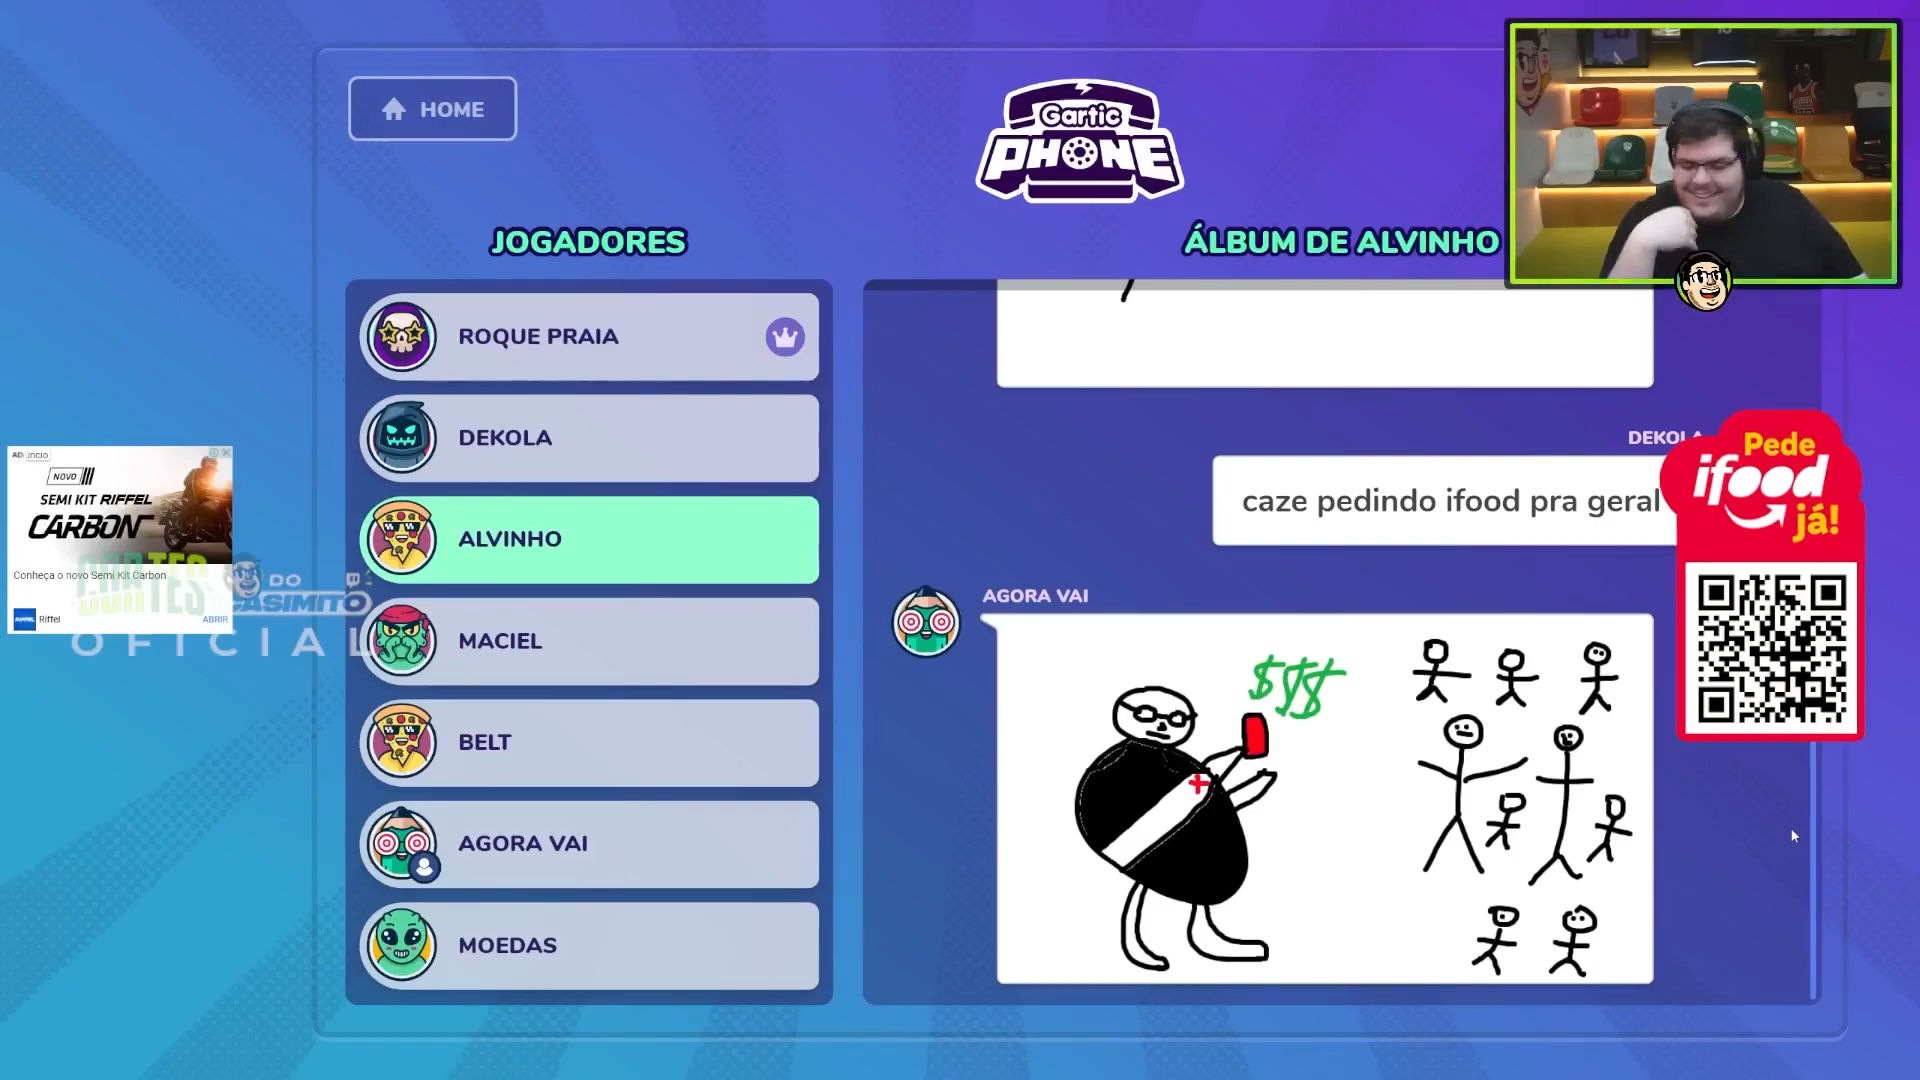 HOME
Gartic
PHONE
JOGADORES
ÁLBUM DE ALVINHO
ROQUE PRAIA
DEKOLA
ALVINHO
MACIEL
BELT
AGORA VAI
MOEDAS
DEKOLA
caze pedindo ifood pra geral
AGORA VAI
$$$
Pede
ifood
já!
NOVO
SEMI KIT RIFFEL
CARBON
Conheça o novo Semi Kit Carbon
Riffel
ABRIR
CORTES DO
CASIMITO
OFICIAL